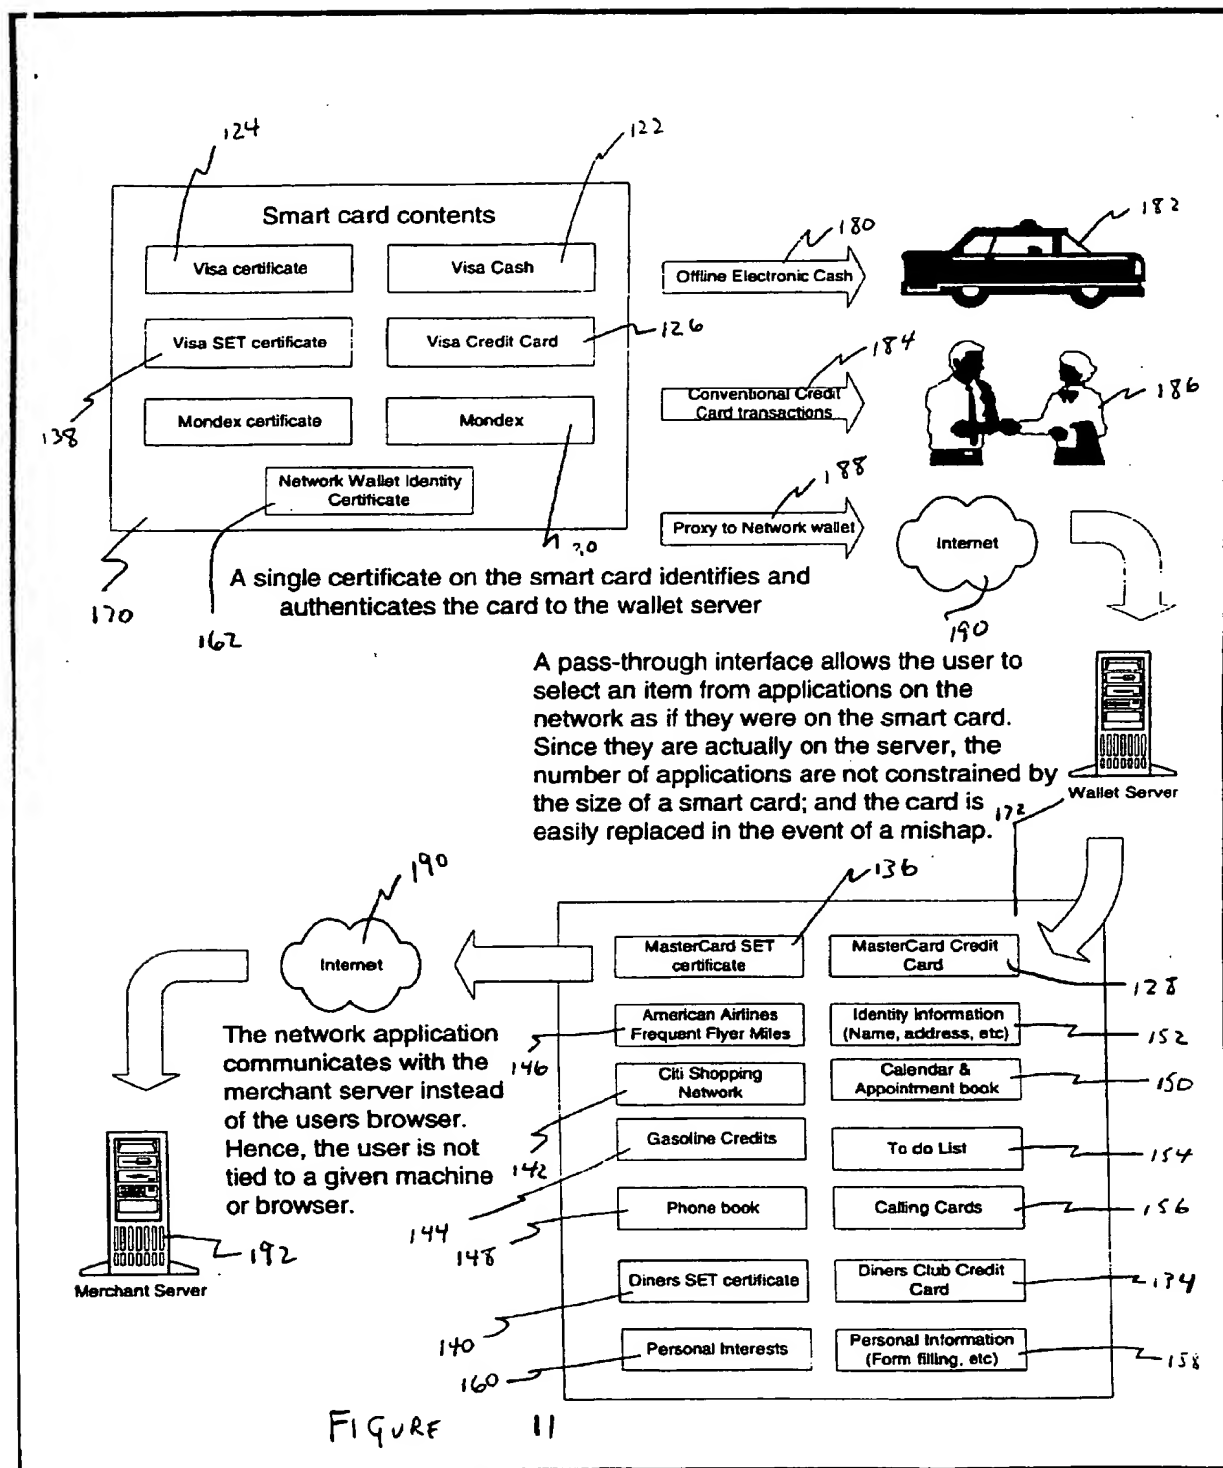 124
122
Smart card contents
Visa certificate
Visa Cash
Visa SET certificate
Visa Credit Card
126
138
Mondex certificate
Mondex
Network Wallet Identity
Certificate
170
162
180
Offline Electronic Cash
182
184
Conventional Credit
Card transactions
186
188
Proxy to Network wallet
Internet
190
A single certificate on the smart card identifies and
authenticates the card to the wallet server
A pass-through interface allows the user to
select an item from applications on the
network as if they were on the smart card.
Since they are actually on the server, the
number of applications are not constrained by
the size of a smart card; and the card is
easily replaced in the event of a mishap.
172
Wallet Server
190
Internet
The network application
communicates with the
merchant server instead
of the users browser.
Hence, the user is not
tied to a given machine
or browser.
192
Merchant Server
136
MasterCard SET
certificate
MasterCard Credit
Card
128
American Airlines
Frequent Flyer Miles
146
Identity Information
(Name, address, etc)
152
Citi Shopping
Network
142
Calendar &
Appointment book
150
Gasoline Credits
144
To do List
154
Phone book
148
Calling Cards
156
Diners SET certificate
140
Diners Club Credit
Card
134
Personal Interests
160
Personal Information
(Form filling, etc)
158
FIGURE 11